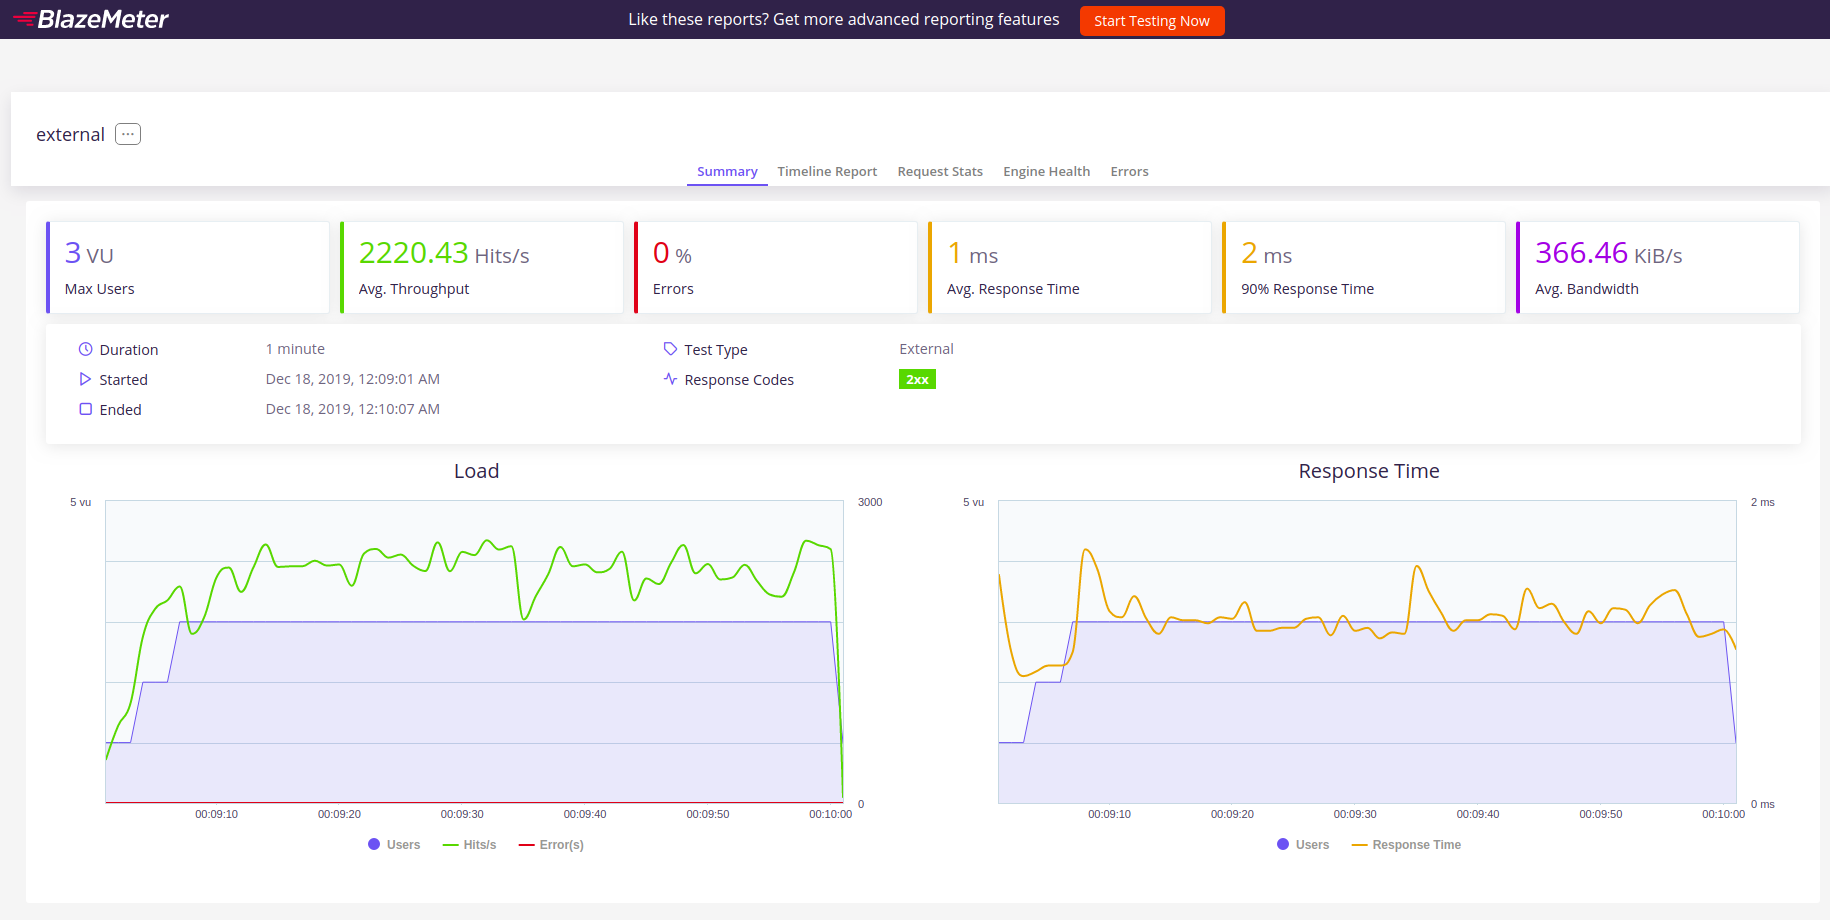 BlazeMeter
Like these reports? Get more advanced reporting features
Start Testing Now
external
...
Summary Timeline Report Request Stats Engine Health Errors
3 VU
Max Users
2220.43 Hits/s
Avg. Throughput
0 %
Errors
1 ms
Avg. Response Time
2 ms
90% Response Time
366.46 KiB/s
Avg. Bandwidth
Duration 1 minute
Started Dec 18, 2019, 12:09:01 AM
Ended Dec 18, 2019, 12:10:07 AM
Test Type External
Response Codes 2xx
Load
5 vu 3000
0
00:09:10 00:09:20 00:09:30 00:09:40 00:09:50 00:10:00
Users Hits/s Error(s)
Response Time
5 vu 2 ms
0 ms
00:09:10 00:09:20 00:09:30 00:09:40 00:09:50 00:10:00
Users Response Time